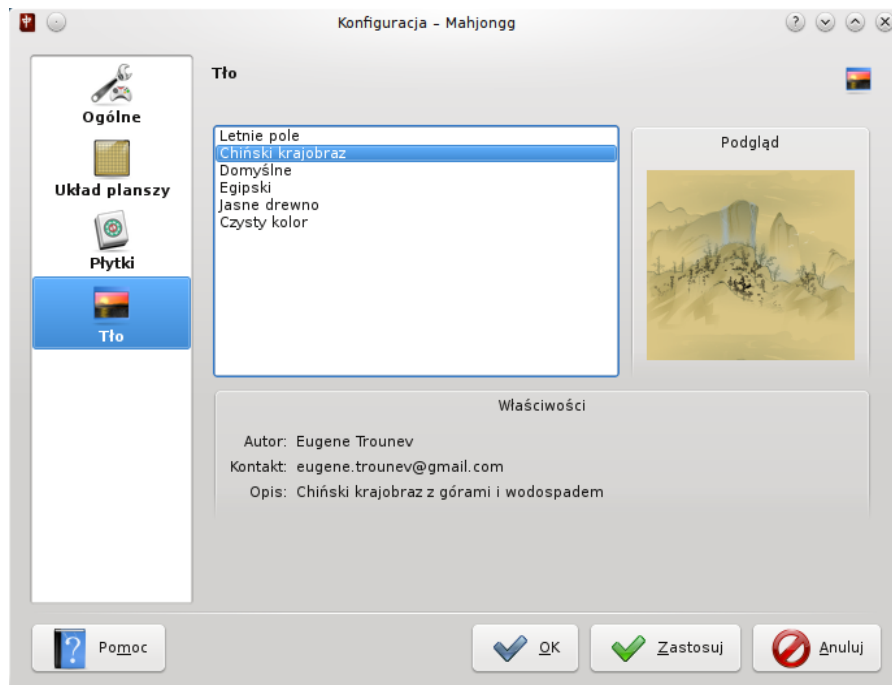 Konfiguracja – Mahjongg
Ogólne
Układ planszy
Płytki
Tło
Tło
Letnie pole
Chiński krajobraz
Domyślne
Egipski
Jasne drewno
Czysty kolor
Podgląd
Właściwości
Autor: Eugene Trounev
Kontakt: eugene.trounev@gmail.com
Opis: Chiński krajobraz z górami i wodospadem
Pomoc
OK
Zastosuj
Anuluj